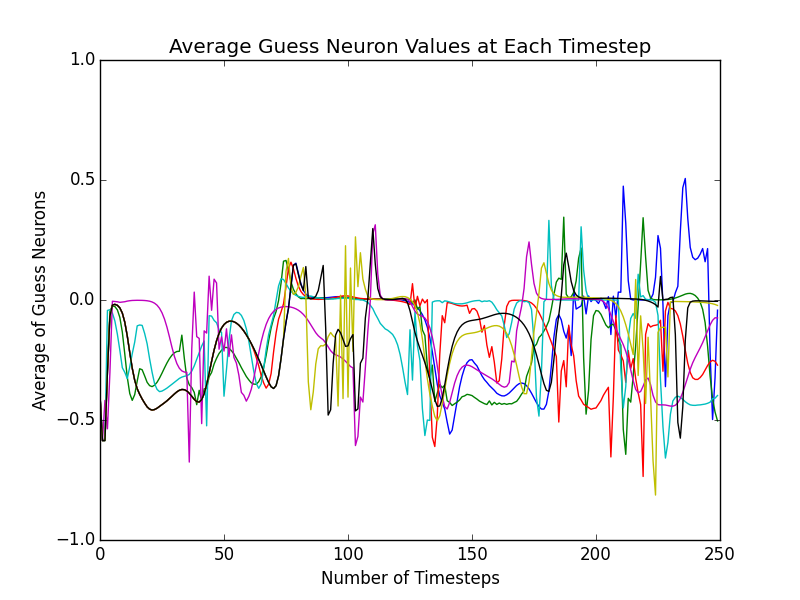 Average Guess Neuron Values at Each Timestep
1.0
0.5
0.0
−0.5
−1.0
Average of Guess Neurons
0 50 100 150 200 250
Number of Timesteps